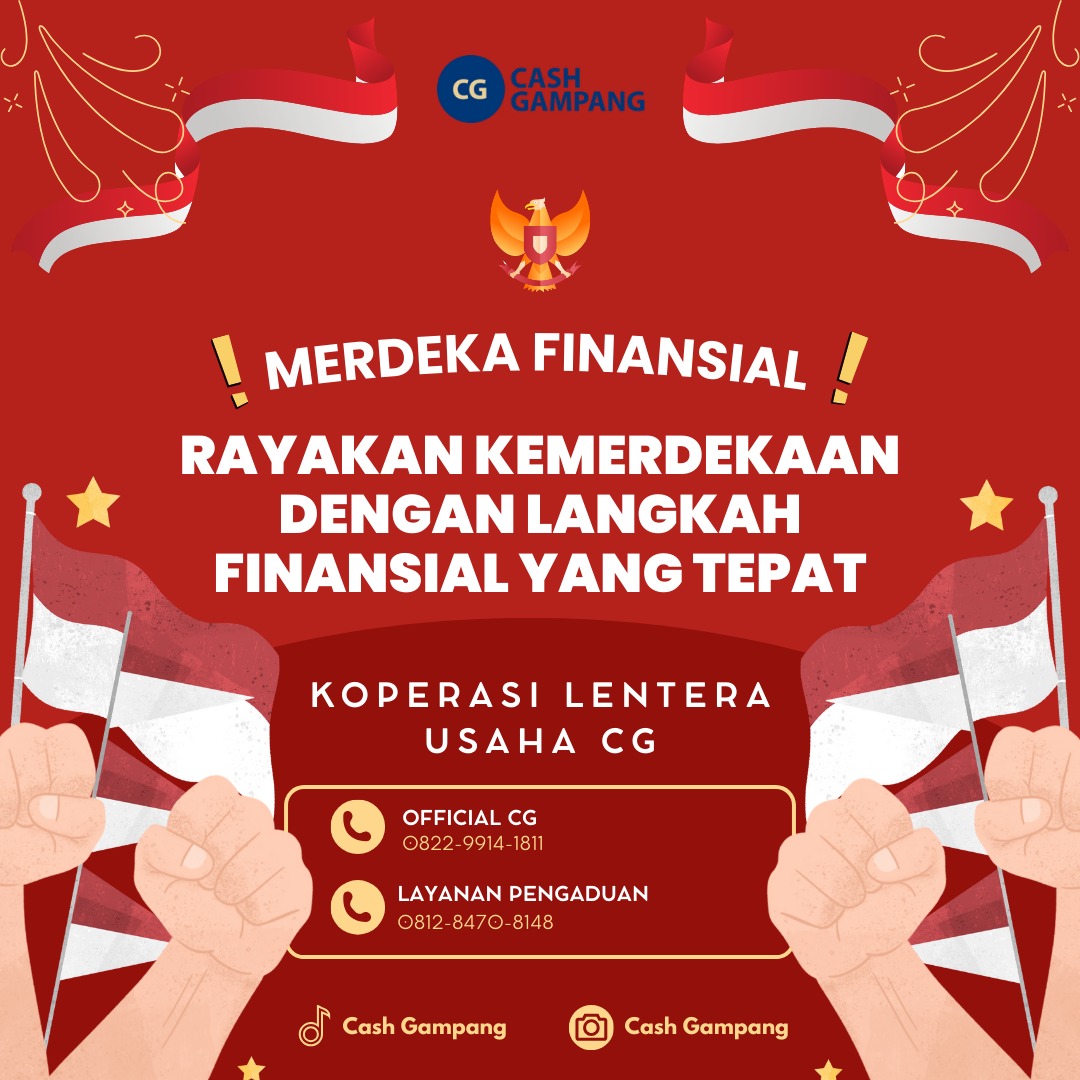 CG
CASH
GAMPANG
! MERDEKA FINANSIAL !
RAYAKAN KEMERDEKAAN
DENGAN LANGKAH
FINANSIAL YANG TEPAT
KOPERASI LENTERA
USAHA CG
OFFICIAL CG
0822-9914-1811
LAYANAN PENGADUAN
0812-8470-8148
Cash Gampang
Cash Gampang